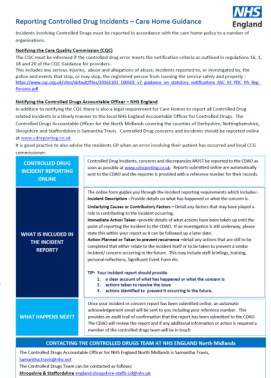 Reporting Controlled Drug Incidents – Care Home Guidance
NHS
England
Incidents involving Controlled Drugs must be reported in accordance with the care home policy to a number of
organisations.
Notifying the Care Quality Commission (CQC)
The CQC must be informed if the controlled drug error meets the notification criteria as outlined in regulations 16, 1,
18 and 20 of the CQC Guidance for providers.
This includes any serious injuries, abuse and allegations of abuse, incidents reported to, or investigated by, the
police and events that stop, or may stop, the registered person from running the service safely and properly :
Persons.pdf
Notifying the Controlled Drugs Accountable Officer – NHS England
In addition to notifying the CQC there is also a legal requirement for Care Homes to report all Controlled Drug
related incidents in a timely manner to the local NHS England Accountable Officer for Controlled Drugs. The
Controlled Drugs Accountable Officer for the North Midlands covering the counties of Derbyshire, Nottinghamshire,
Shropshire and Staffordshire is Samantha Travis. Controlled Drug concerns and incidents should be reported online
at www.cdreporting.co.uk.
It is good practice to also advise the residents GP when an error involving their patient has occurred and local CCG
commissioners.
CONTROLLED DRUG
INCIDENT REPORTING
ONLINE
Controlled Drug Incidents, concerns and discrepancies MUST be reported to the CDAO as
soon as possible at www.cdreporting.co.uk. Reports submitted online are automatically
sent to the CDAO and the reporter is provided with a reference number for their records.
WHAT IS INCLUDED IN
THE INCIDENT
REPORT?
The online form guides you through the incident reporting requirements which includes:-
Incident Description - Provide details on what has happened or what the concern is.
Underlying Causes or Contributory Factors – Detail any factors that may have played a
role in contributing to the incident occurring.
Immediate Action Taken –provide details of what actions have been taken up until the
point of reporting the incident to the CDAO. If an investigation is still underway, please
state this within your report as it can be followed up a later date.
Action Planned or Taken to prevent recurrence –detail any actions that are still to be
completed that either relate to the incident itself or to be taken to prevent a similar
incident/ concern occurring in the future. This may include staff briefings, training,
personal reflections, Significant Event Form etc.
TIP: Your incident report should provide
1. a clear account of what has happened or what the concern is
2. actions taken to resolve the issue
3. actions identified to prevent it occurring in the future.
WHAT HAPPENS NEXT?
Once your incident or concern report has been submitted online, an automatic
acknowledgement email will be sent to you including your reference number. This
provides an audit trail of confirmation that the report has been submitted to the CDAO.
The CDAO will review the report and if any additional information or action is required a
member of the controlled drugs team will be in touch
CONTACTING THE CONTROLLED DRUGS TEAM AT NHS ENGLAND North Midlands
The Controlled Drugs Accountable Officer for NHS England North Midlands is Samantha Travis,
Samantha.travis@nhs.net
The Controlled Drugs Team can be contacted as follows:
Shropshire & Staffordshire england.shropshire-staffs-cd@nhs.net